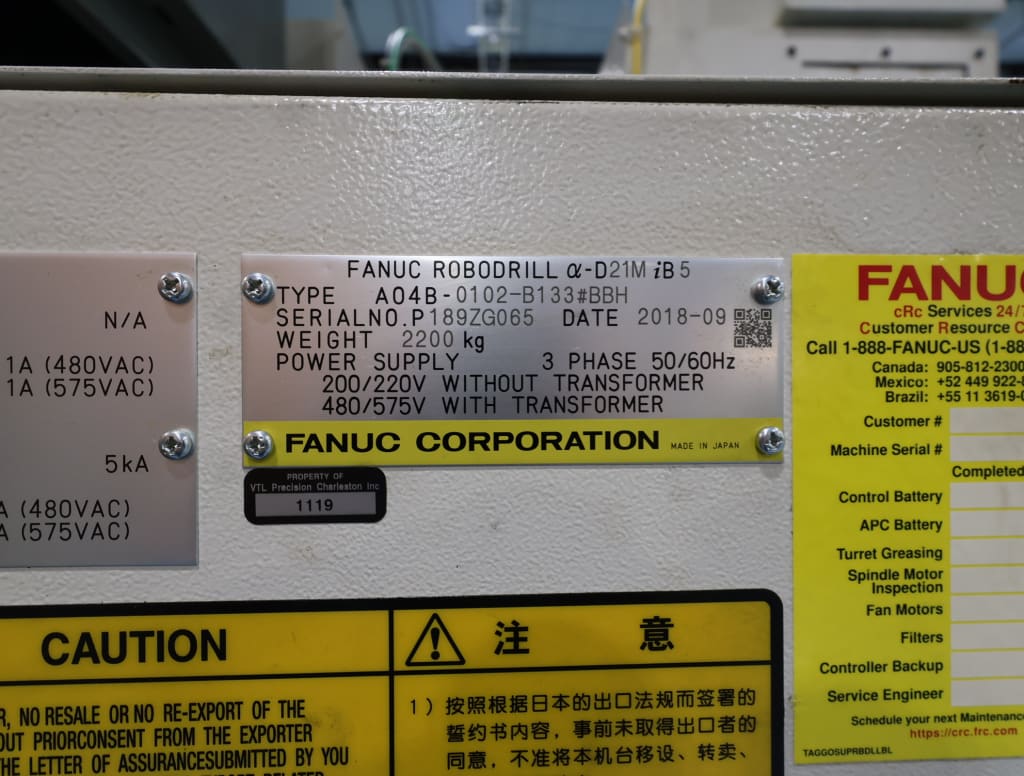 N/A
1A (480VAC)
1A (575VAC)
5kA
A (480VAC)
A (575VAC)
FANUC ROBODRILL α-D21M iB5
TYPE A04B-0102-B133#BBH
SERIALNO.P189ZG065 DATE 2018-09
WEIGHT 2200 kg
POWER SUPPLY 3 PHASE 50/60Hz
200/220V WITHOUT TRANSFORMER
480/575V WITH TRANSFORMER
FANUC CORPORATION MADE IN JAPAN
PROPERTY OF
VTL Precision Charleston Inc
1119
FANUC
cRc Services 24/7
Customer Resource C
Call 1-888-FANUC-US (1-88
Canada: 905-812-2300
Mexico: +52 449 922-8
Brazil: +55 11 3619-0
Customer #
Machine Serial #
Completed
Control Battery
APC Battery
Turret Greasing
Spindle Motor
Inspection
Fan Motors
Filters
Controller Backup
Service Engineer
Schedule your next Maintenance
https://crc.frc.com
TAGGOSUPRBDLLBL
CAUTION
R, NO RESALE OR NO RE-EXPORT OF THE
OUT PRIORCONSENT FROM THE EXPORTER
HE LETTER OF ASSURANCESUBMITTED BY YOU
注 意
1）按照根据日本的出口法规而签署的
誓约书内容，事前未取得出口者的
同意，不准将本机台移设、转卖、